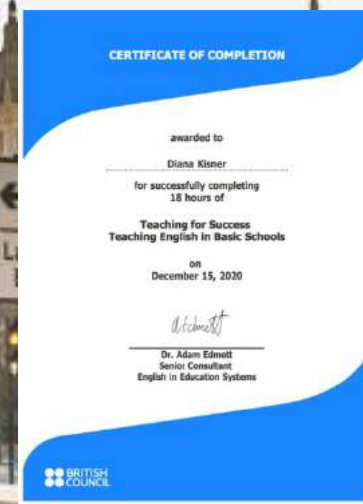 CERTIFICATE OF COMPLETION
awarded to
Diana Kisner
for successfully completing
18 hours of
Teaching for Success
Teaching English in Basic Schools
on
December 15, 2020
Dr. Adam Edmett
Senior Consultant
English in Education Systems
BRITISH
COUNCIL